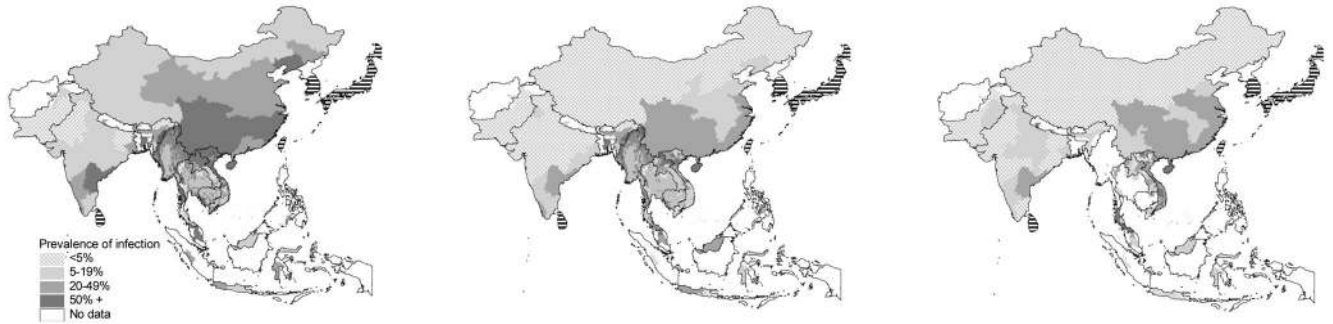 Prevalence of infection
<5%
5-19%
20-49%
50% +
No data